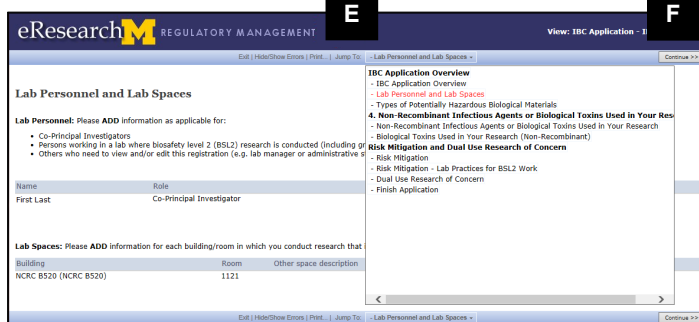 E
F
eResearch M REGULATORY MANAGEMENT
View: IBC Application -
Exit | Hide/Show Errors | Print... | Jump To: - Lab Personnel and Lab Spaces -
Continue >>
IBC Application Overview
- IBC Application Overview
- Lab Personnel and Lab Spaces
- Types of Potentially Hazardous Biological Materials
4. Non-Recombinant Infectious Agents or Biological Toxins Used in Your
- Non-Recombinant Infectious Agents or Biological Toxins Used in Your Research
- Biological Toxins Used in Your Research (Non-Recombinant)
Risk Mitigation and Dual Use Research of Concern
- Risk Mitigation
- Risk Mitigation - Lab Practices for BSL2 Work
- Dual Use Research of Concern
- Finish Application
Lab Personnel and Lab Spaces
Lab Personnel: Please ADD information as applicable for:
• Co-Principal Investigators
• Persons working in a lab where biosafety level 2 (BSL2) research is conducted (including
• Others who need to view and/or edit this registration (e.g. lab manager or administrative
Name Role
First Last Co-Principal Investigator
Lab Spaces: Please ADD information for each building/room in which you conduct research that
Building Room Other space description
NCRC B520 (NCRC B520) 1121
Exit | Hide/Show Errors | Print... | Jump To: - Lab Personnel and Lab Spaces -
Continue >>